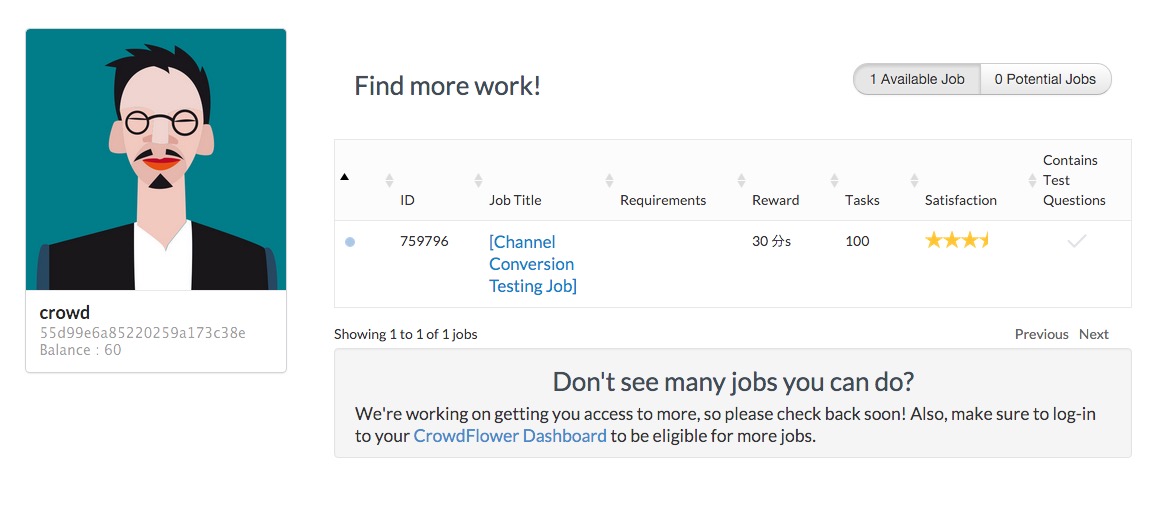 Find more work!
1 Available Job
0 Potential Jobs
ID
Job Title
Requirements
Reward
Tasks
Satisfaction
Contains
Test
Questions
759796
[Channel
Conversion
Testing Job]
30 分s
100
crowd
55d99e6a85220259a173c38e
Balance : 60
Showing 1 to 1 of 1 jobs
Previous Next
Don't see many jobs you can do?
We're working on getting you access to more, so please check back soon! Also, make sure to log-in
to your CrowdFlower Dashboard to be eligible for more jobs.